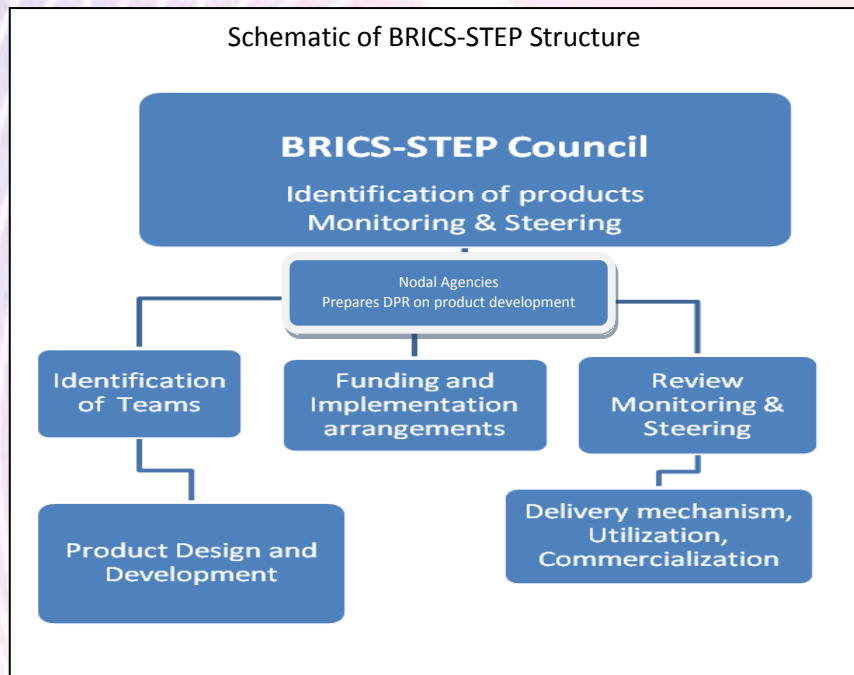 Schematic of BRICS-STEP Structure
BRICS-STEP Council
Identification of products
Monitoring & Steering
Nodal Agencies
Prepares DPR on product development
Identification
of Teams
Funding and
Implementation
arrangements
Review
Monitoring &
Steering
Product Design and
Development
Delivery mechanism,
Utilization,
Commercialization